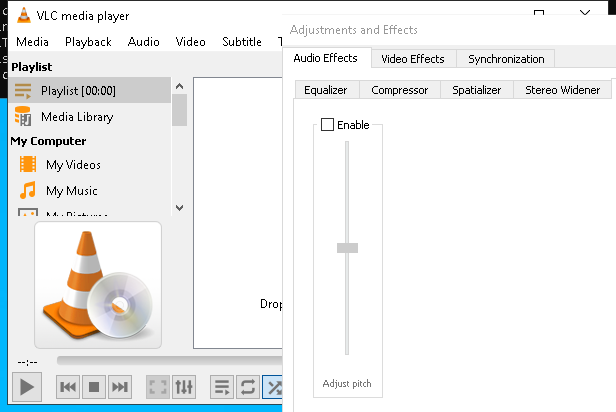 VLC media player
Media Playback Audio Video Subtitle
Playlist
Playlist [00:00]
Media Library
My Computer
My Videos
My Music
My Pictures
--:--
Adjustments and Effects
Audio Effects Video Effects Synchronization
Equalizer Compressor Spatializer Stereo Widener
Enable
Adjust pitch